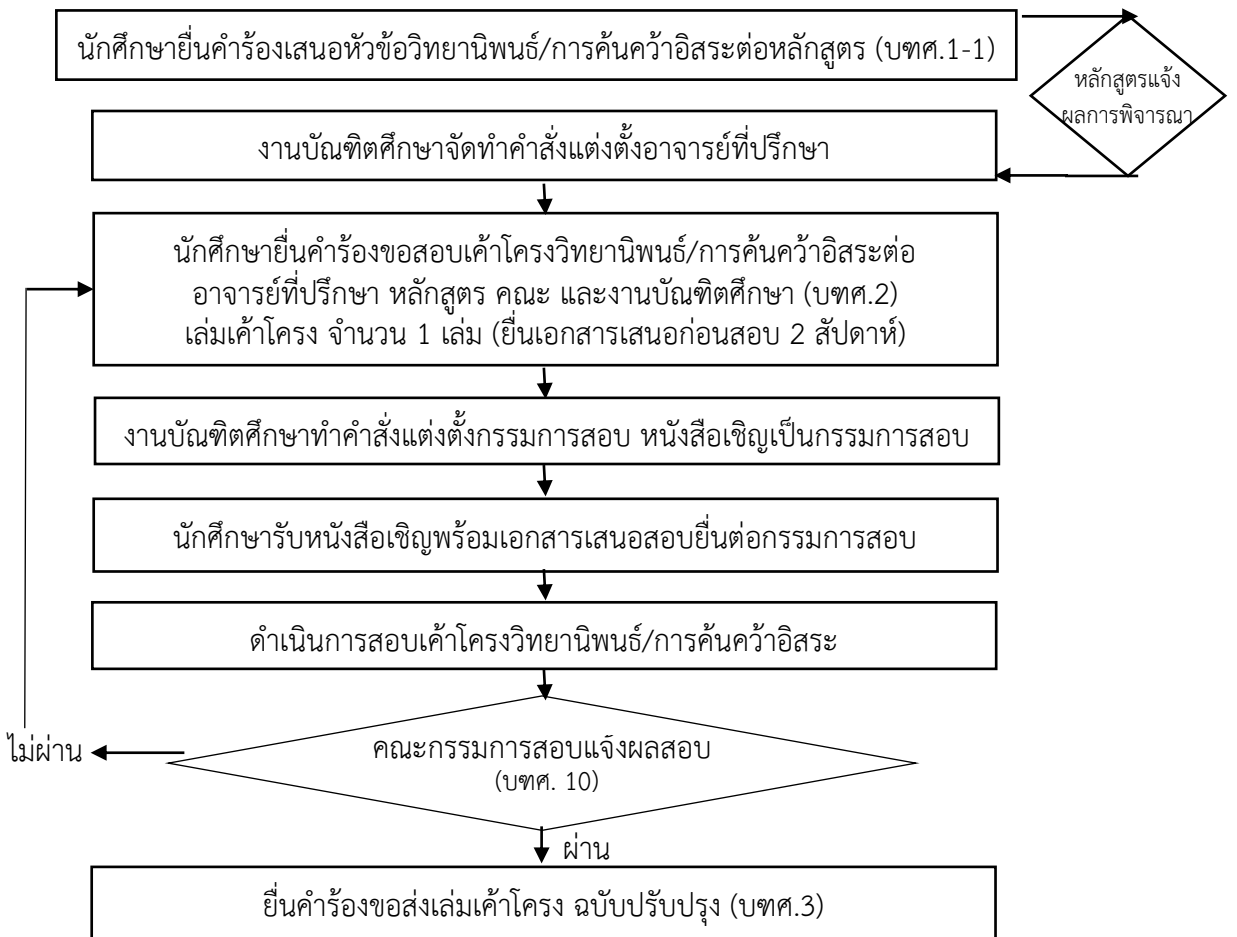 นักศึกษายื่นคำร้องเสนอหัวข้อวิทยานิพนธ์/การค้นคว้าอิสระต่อหลักสูตร (บฑศ.1-1)
หลักสูตรแจ้ง
ผลการพิจารณา
งานบัณฑิตศึกษาจัดทำคำสั่งแต่งตั้งอาจารย์ที่ปรึกษา
นักศึกษายื่นคำร้องขอสอบเค้าโครงวิทยานิพนธ์/การค้นคว้าอิสระต่อ
อาจารย์ที่ปรึกษา หลักสูตร คณะ และงานบัณฑิตศึกษา (บฑศ.2)
เล่มเค้าโครง จำนวน 1 เล่ม (ยื่นเอกสารเสนอก่อนสอบ 2 สัปดาห์)
งานบัณฑิตศึกษาทำคำสั่งแต่งตั้งกรรมการสอบ หนังสือเชิญเป็นกรรมการสอบ
นักศึกษารับหนังสือเชิญพร้อมเอกสารเสนอสอบยื่นต่อกรรมการสอบ
ดำเนินการสอบเค้าโครงวิทยานิพนธ์/การค้นคว้าอิสระ
คณะกรรมการสอบแจ้งผลสอบ
(บฑศ. 10)
ไม่ผ่าน
ผ่าน
ยื่นคำร้องขอส่งเล่มเค้าโครง ฉบับปรับปรุง (บฑศ.3)